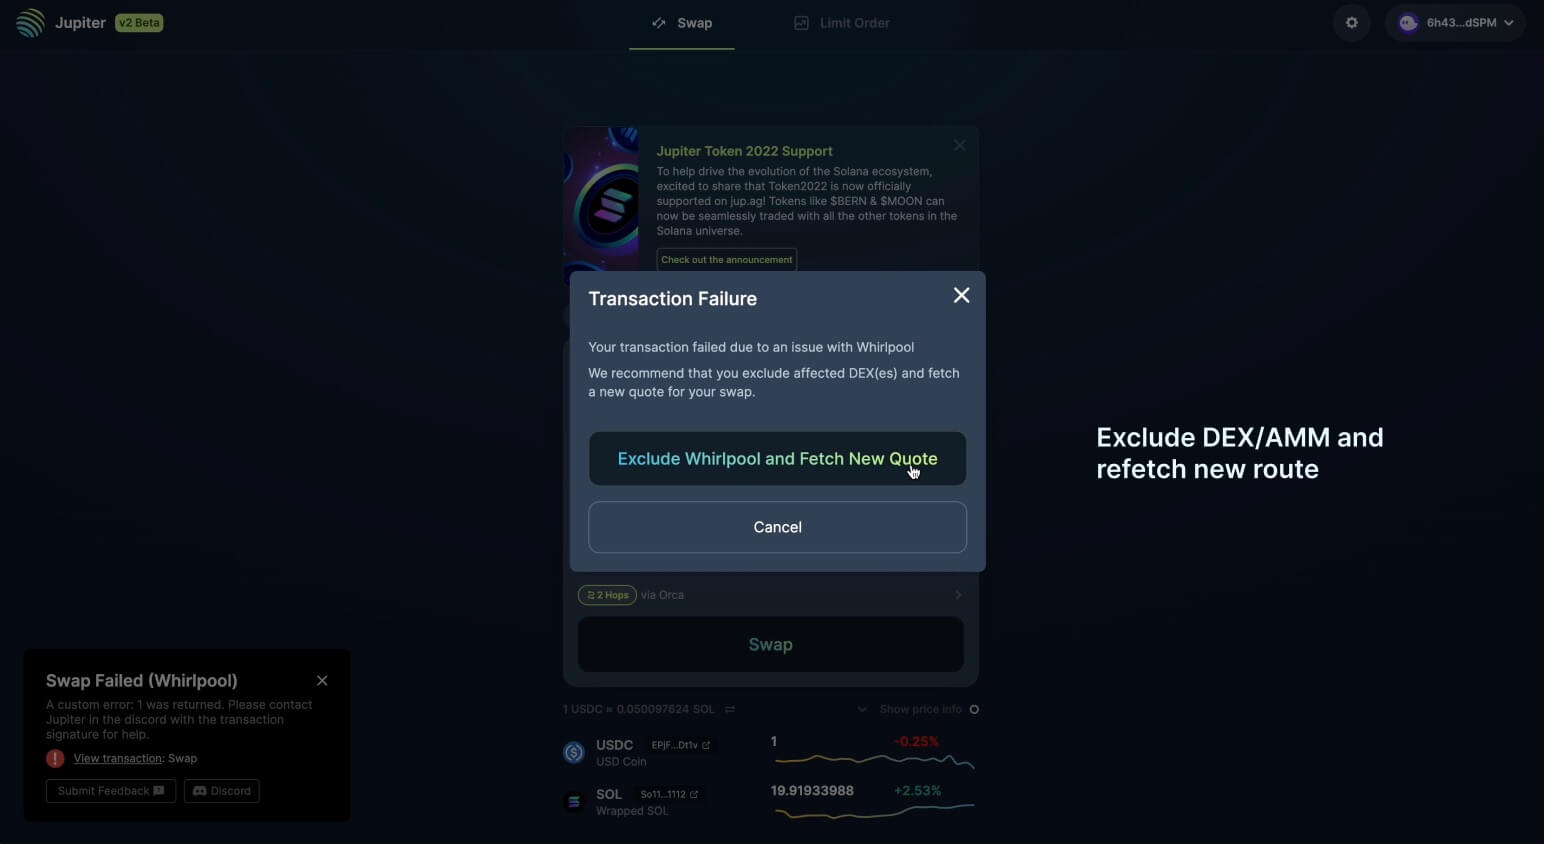 Jupiter v2 Beta
Swap
Limit Order
6h43...dSPM
Jupiter Token 2022 Support
To help drive the evolution of the Solana ecosystem,
excited to share that Token2022 is now officially
supported on jup.ag! Tokens like $BERN & $MOON can
now be seamlessly traded with all the other tokens in the
Solana universe.
Check out the announcement
Transaction Failure
Your transaction failed due to an issue with Whirlpool
We recommend that you exclude affected DEX(es) and fetch
a new quote for your swap.
Exclude Whirlpool and Fetch New Quote
Cancel
Exclude DEX/AMM and
refetch new route
2 Hops via Orca
Swap
Swap Failed (Whirlpool)
A custom error: 1 was returned. Please contact
Jupiter in the discord with the transaction
signature for help.
View transaction: Swap
Submit Feedback
Discord
1 USDC ≈ 0.050097624 SOL
Show price info
USDC EPjF...Dt1v
USD Coin
1
-0.25%
SOL So11...1112
Wrapped SOL
19.91933988
+2.53%